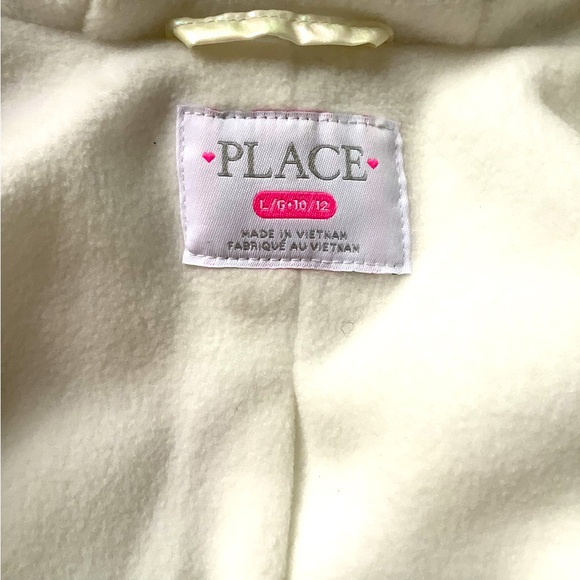 PLACE
L/G•10/12
MADE IN VIETNAM
FABRIQUÉ AU VIETNAM